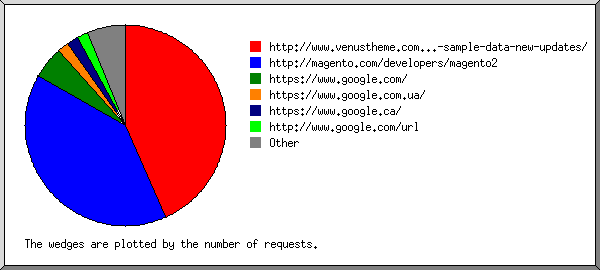 http://www.venustheme.com...-sample-data-new-updates/
http://magento.com/developers/magento2
https://www.google.com/
https://www.google.com.ua/
https://www.google.ca/
http://www.google.com/url
Other
The wedges are plotted by the number of requests.